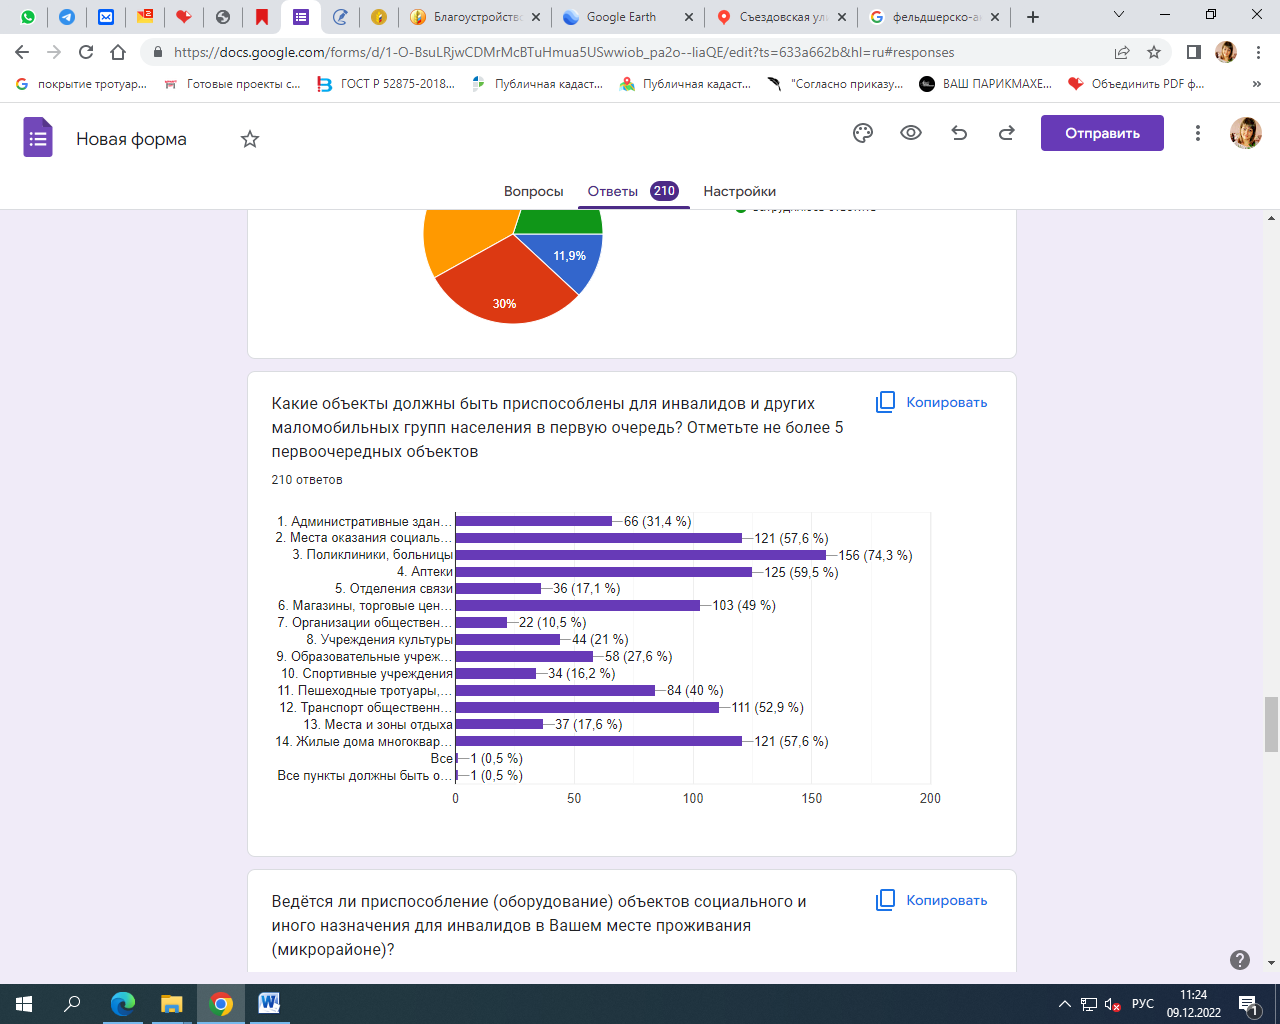 Благоустройство
Google Earth
Съездовская ул
фельдшерско-а
https://docs.google.com/forms/d/1-O-BsuLRjwCDMrMcBTuHmua5USwwiob_pa2o--liaQE/edit?ts=633a662b&hl=ru#responses
покрытие тротуар...
Готовые проекты с...
ГОСТ Р 52875-2018...
Публичная кадаст...
Публичная кадаст...
"Согласно приказу...
ВАШ ПАРИКМАХЕ...
Объединить PDF ф...
Новая форма
Отправить
Вопросы
Ответы 210
Настройки
11,9%
30%
Какие объекты должны быть приспособлены для инвалидов и других
маломобильных групп населения в первую очередь? Отметьте не более 5
первоочередных объектов
Копировать
210 ответов
1. Административные здан... 66 (31,4 %)
2. Места оказания социаль... 121 (57,6 %)
3. Поликлиники, больницы 156 (74,3 %)
4. Аптеки 125 (59,5 %)
5. Отделения связи 36 (17,1 %)
6. Магазины, торговые цен... 103 (49 %)
7. Организации обществен... 22 (10,5 %)
8. Учреждения культуры 44 (21 %)
9. Образовательные учреж... 58 (27,6 %)
10. Спортивные учреждения 34 (16,2 %)
11. Пешеходные тротуары,... 84 (40 %)
12. Транспорт общественн... 111 (52,9 %)
13. Места и зоны отдыха 37 (17,6 %)
14. Жилые дома многоквар... 121 (57,6 %)
Все 1 (0,5 %)
Все пункты должны быть о... 1 (0,5 %)
0 50 100 150 200
Ведётся ли приспособление (оборудование) объектов социального и
иного назначения для инвалидов в Вашем месте проживания
(микрорайоне)?
Копировать
РУС
11:24
09.12.2022
1